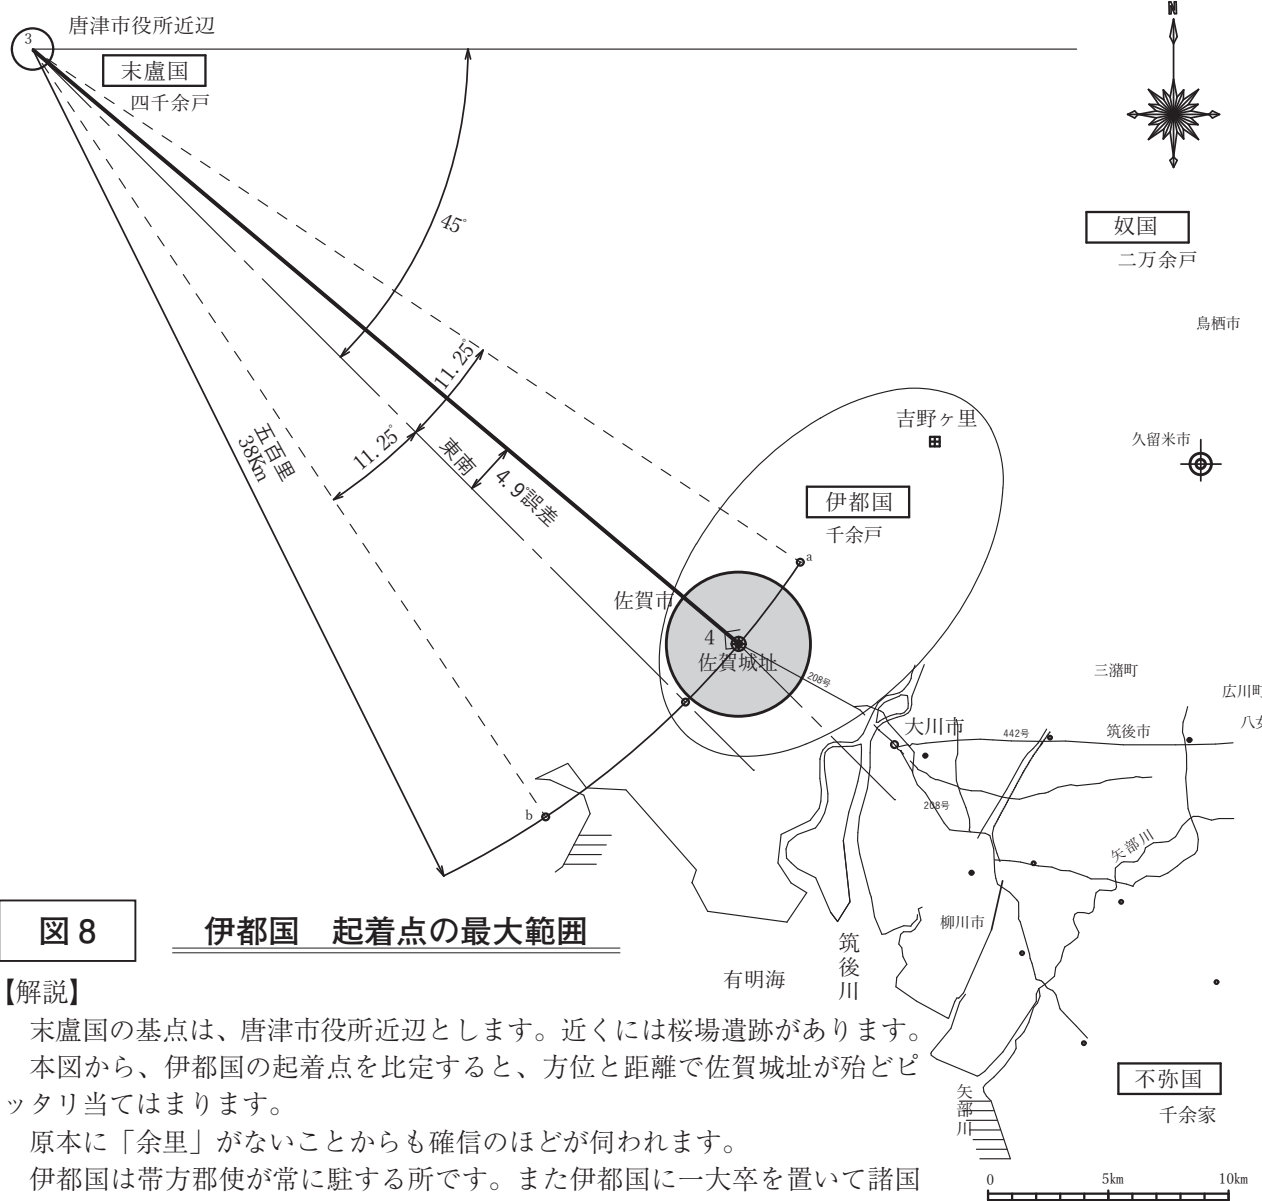 唐津市役所近辺
3
N
末盧国
四千余戸
45°
奴国
二万余戸
鳥栖市
11.25°
11.25°
五百里
38Km
東南
4.9°誤差
吉野ヶ里
久留米市
伊都国
千余戸
a
佐賀市
4
佐賀城址
208号
三潴町
広川町
大川市
442号
筑後市
八女
208号
b
矢部川
柳川市
図8
伊都国　起着点の最大範囲
筑後川
有明海
【解説】
　末盧国の基点は、唐津市役所近辺とします。近くには桜場遺跡があります。
　本図から、伊都国の起着点を比定すると、方位と距離で佐賀城址が殆どピ
ッタリ当てはまります。
　原本に「余里」がないことからも確信のほどが伺われます。
　伊都国は帯方郡使が常に駐する所です。また伊都国に一大卒を置いて諸国
矢部川
不弥国
千余家
0
5km
10km